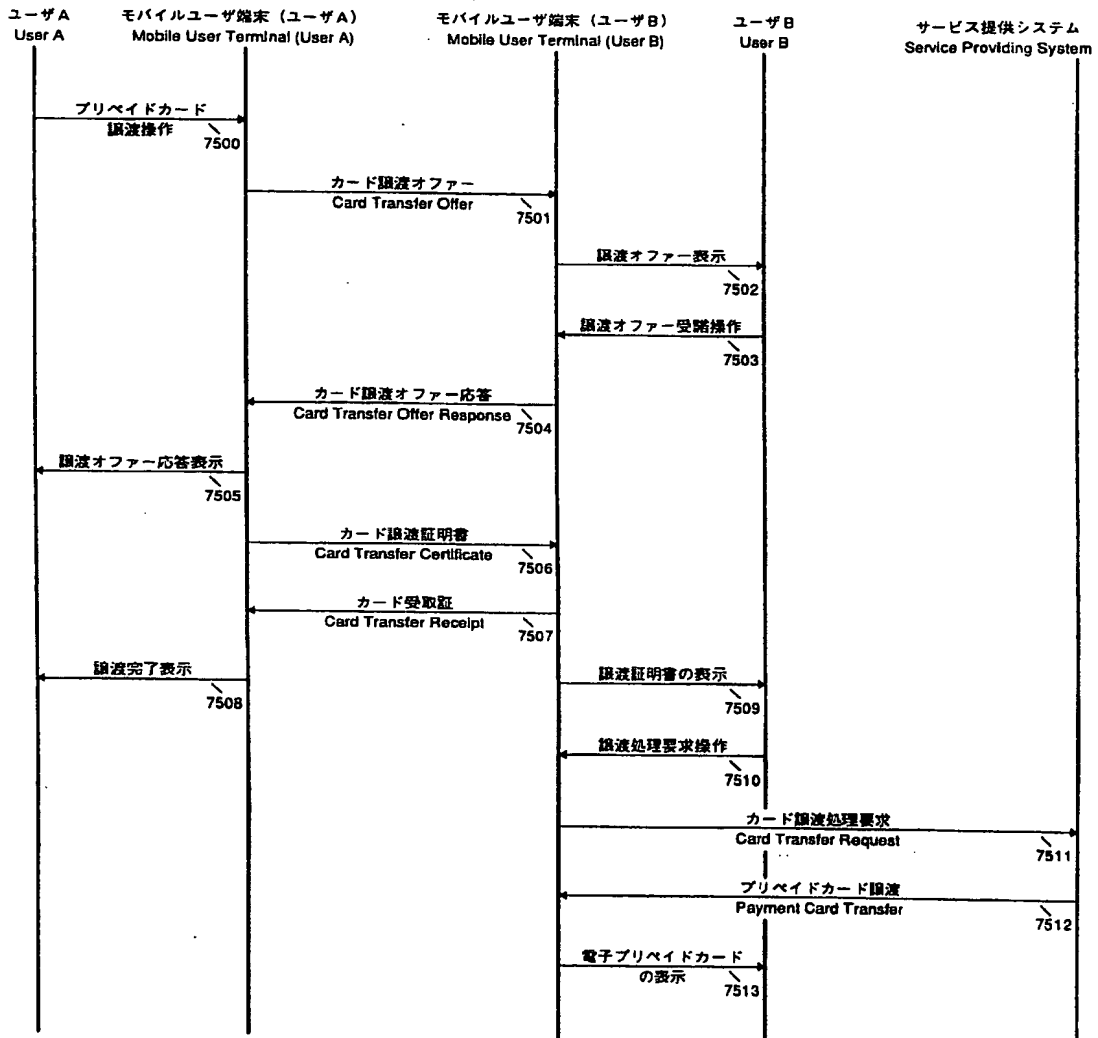 ユーザA
User A
モバイルユーザ端末（ユーザA）
Mobile User Terminal (User A)
モバイルユーザ端末（ユーザB）
Mobile User Terminal (User B)
ユーザB
User B
サービス提供システム
Service Providing System
プリペイドカード
譲渡操作
7500
カード譲渡オファー
Card Transfer Offer
7501
譲渡オファー表示
7502
譲渡オファー受諾操作
7503
カード譲渡オファー応答
Card Transfer Offer Response
7504
譲渡オファー応答表示
7505
カード譲渡証明書
Card Transfer Certificate
7506
カード受取証
Card Transfer Receipt
7507
譲渡完了表示
7508
譲渡証明書の表示
7509
譲渡処理要求操作
7510
カード譲渡処理要求
Card Transfer Request
7511
プリペイドカード譲渡
Payment Card Transfer
7512
電子プリペイドカード
の表示
7513